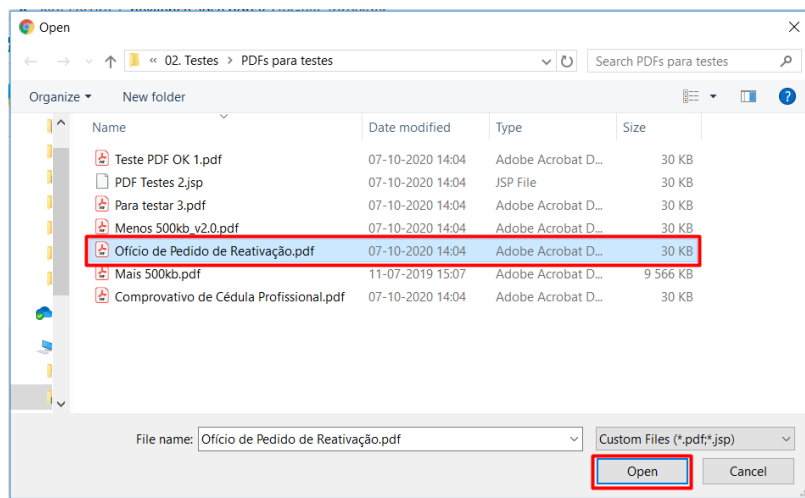 Open
« 02. Testes > PDFs para testes
Search PDFs para testes
Organize
New folder
Name Date modified Type Size
Teste PDF OK 1.pdf 07-10-2020 14:04 Adobe Acrobat D... 30 KB
PDF Testes 2.jsp 07-10-2020 14:04 JSP File 30 KB
Para testar 3.pdf 07-10-2020 14:04 Adobe Acrobat D... 30 KB
Menos 500kb_v2.0.pdf 07-10-2020 14:04 Adobe Acrobat D... 30 KB
Ofício de Pedido de Reativação.pdf 07-10-2020 14:04 Adobe Acrobat D... 30 KB
Mais 500kb.pdf 11-07-2019 15:07 Adobe Acrobat D... 9 566 KB
Comprovativo de Cédula Profissional.pdf 07-10-2020 14:04 Adobe Acrobat D... 30 KB
File name: Ofício de Pedido de Reativação.pdf
Custom Files (*.pdf;*.jsp)
Open
Cancel